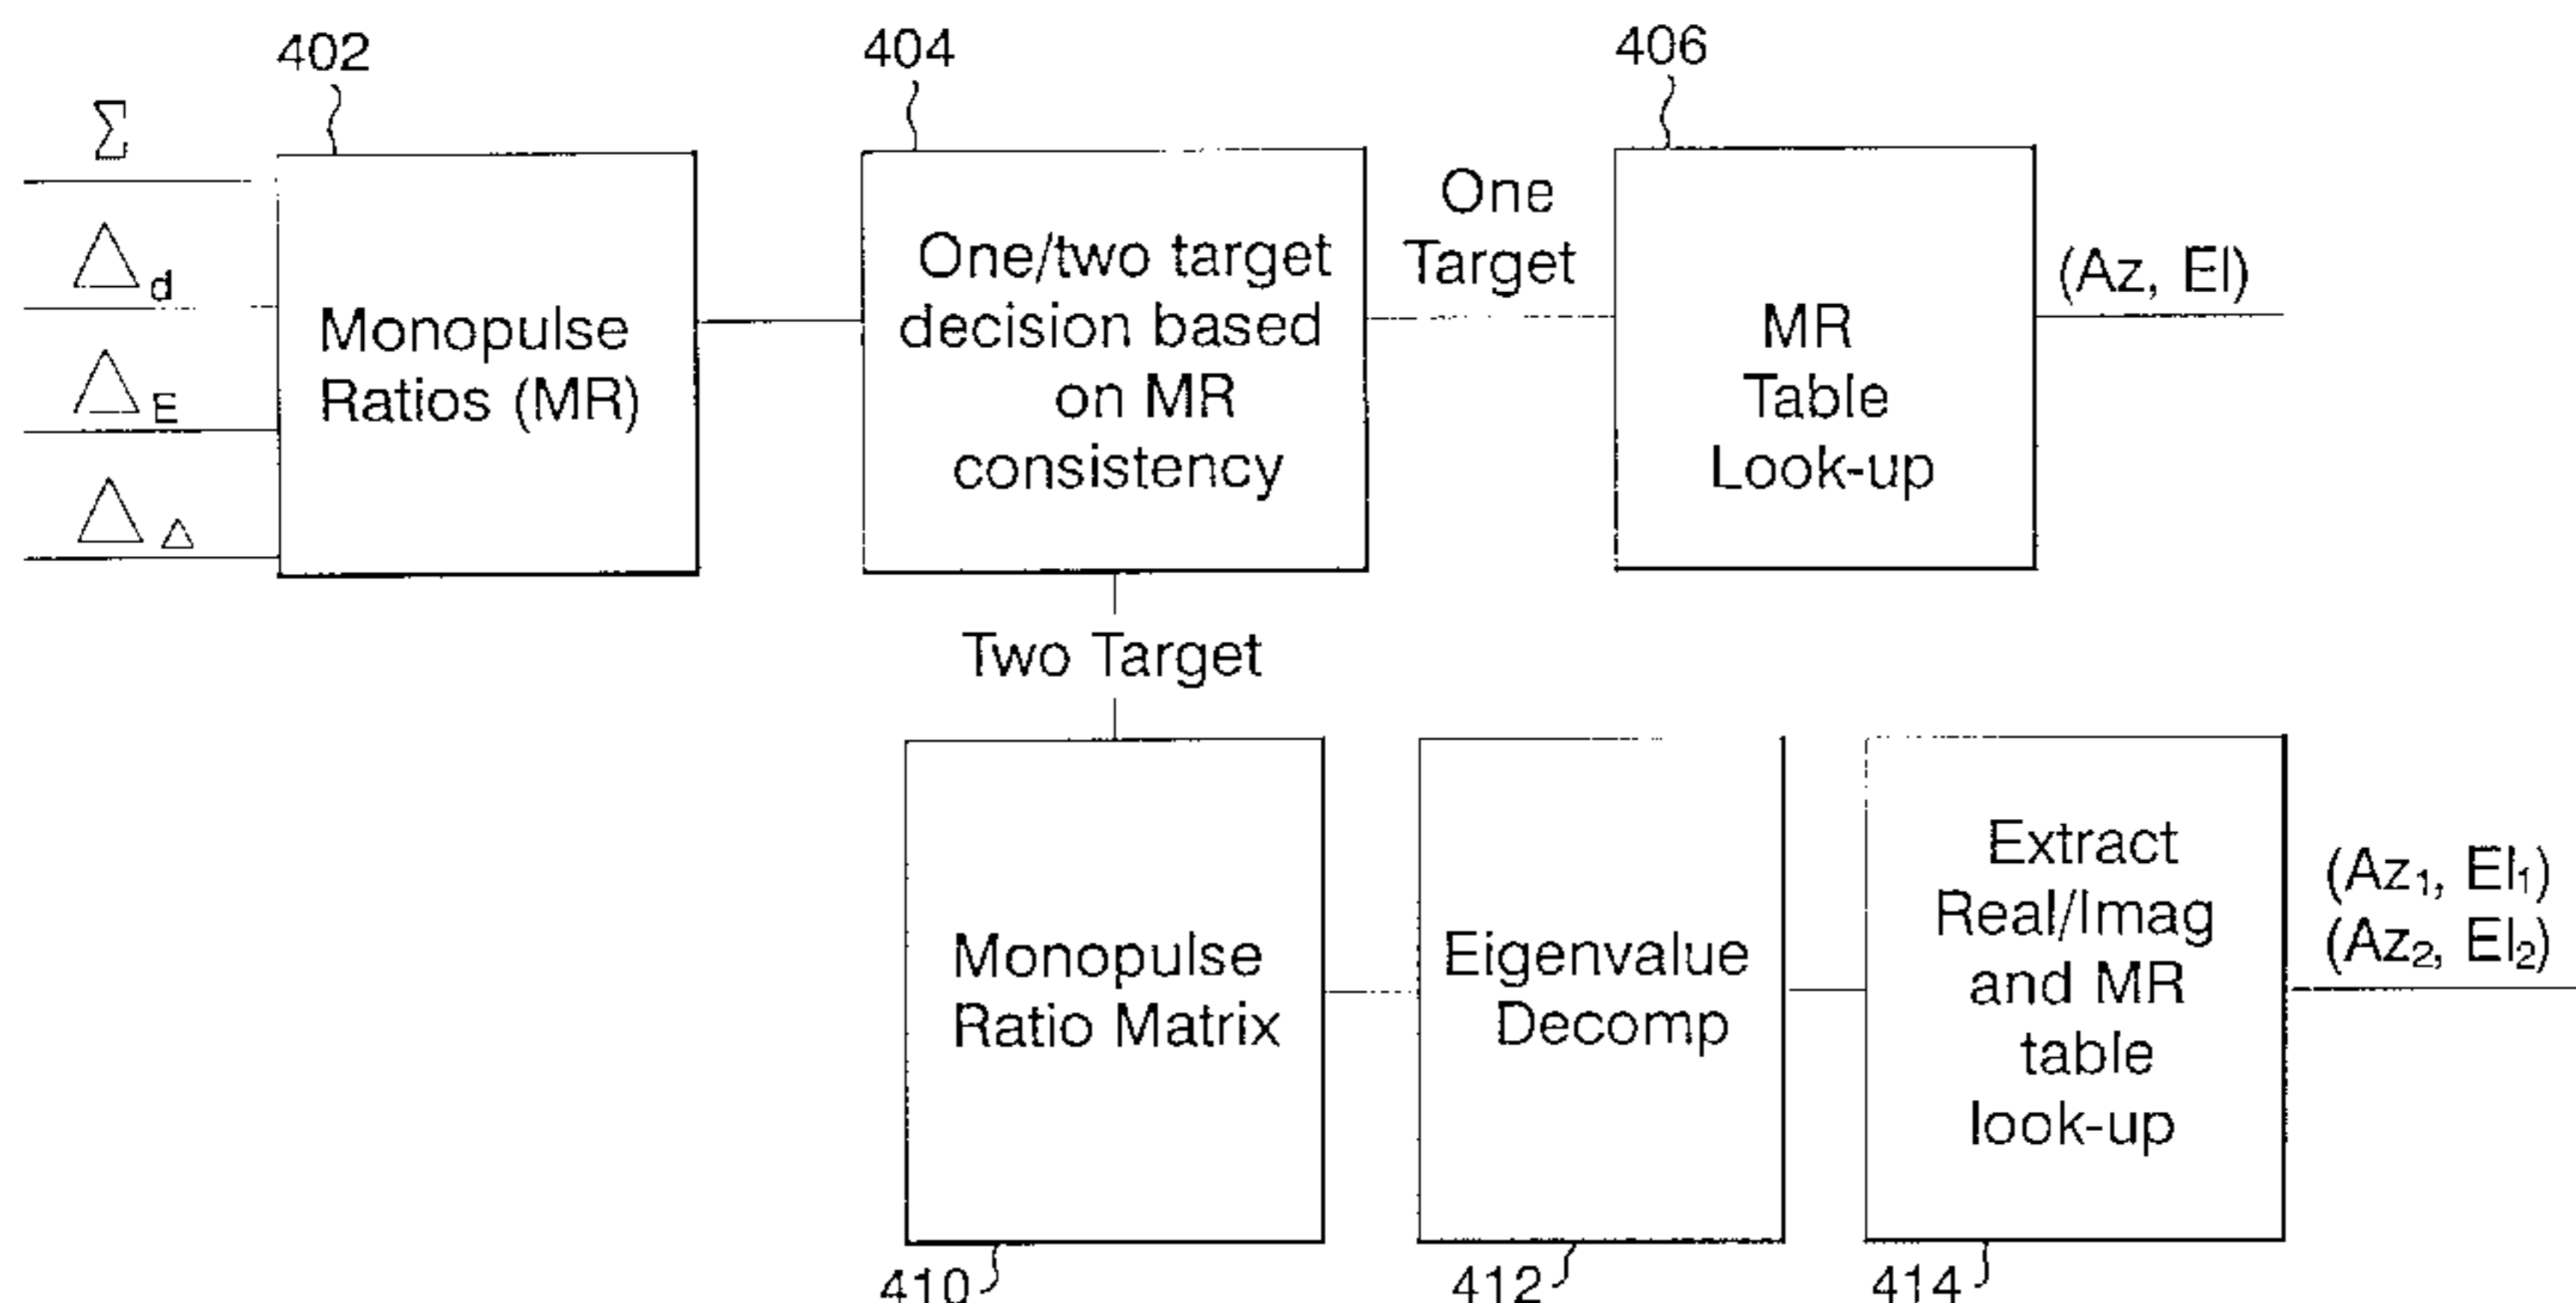 402
404
406
Σ
Δd
ΔE
ΔΔ
Monopulse
Ratios (MR)
One/two target
decision based
on MR
consistency
One
Target
MR
Table
Look-up
(Az, El)
Two Target
Monopulse
Ratio Matrix
Eigenvalue
Decomp
Extract
Real/Imag
and MR
table
look-up
(Az₁, El₁)
(Az₂, El₂)
410
412
414